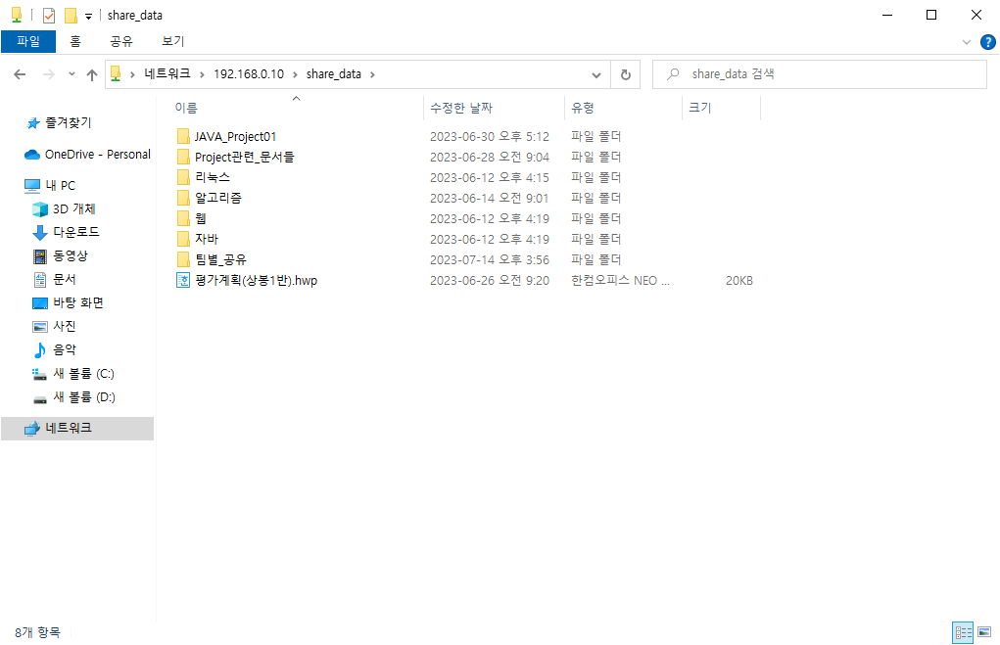 share_data
파일 홈 공유 보기
네트워크 192.168.0.10 share_data
share_data 검색
즐겨찾기
OneDrive - Personal
내 PC
3D 개체
다운로드
동영상
문서
바탕 화면
사진
음악
새 볼륨 (C:)
새 볼륨 (D:)
네트워크
이름 수정한 날짜 유형 크기
JAVA_Project01 2023-06-30 오후 5:12 파일 폴더
Project관련_문서들 2023-06-28 오전 9:04 파일 폴더
리눅스 2023-06-12 오후 4:15 파일 폴더
알고리즘 2023-06-14 오전 9:01 파일 폴더
웹 2023-06-12 오후 4:19 파일 폴더
자바 2023-06-12 오후 4:19 파일 폴더
팀별_공유 2023-07-14 오후 3:56 파일 폴더
평가계획(상봉1반).hwp 2023-06-26 오전 9:20 한컴오피스 NEO ... 20KB
8개 항목